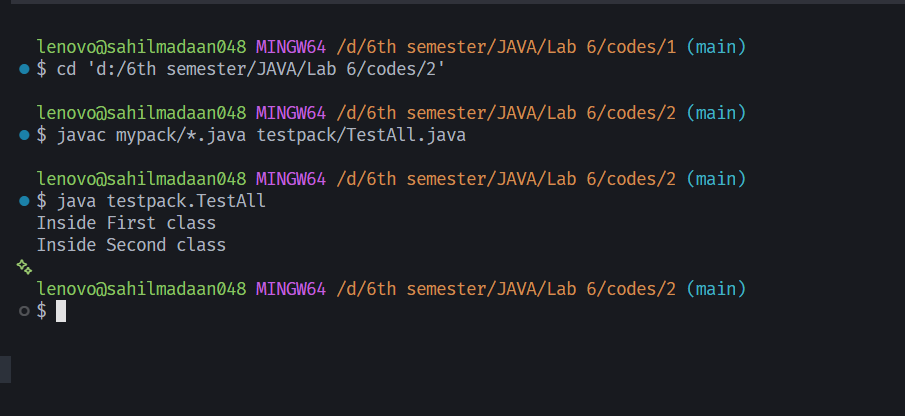 lenovo@sahilmadaan048 MINGW64 /d/6th semester/JAVA/Lab 6/codes/1 (main)
$ cd 'd:/6th semester/JAVA/Lab 6/codes/2'
lenovo@sahilmadaan048 MINGW64 /d/6th semester/JAVA/Lab 6/codes/2 (main)
$ javac mypack/*.java testpack/TestAll.java
lenovo@sahilmadaan048 MINGW64 /d/6th semester/JAVA/Lab 6/codes/2 (main)
$ java testpack.TestAll
Inside First class
Inside Second class
lenovo@sahilmadaan048 MINGW64 /d/6th semester/JAVA/Lab 6/codes/2 (main)
$